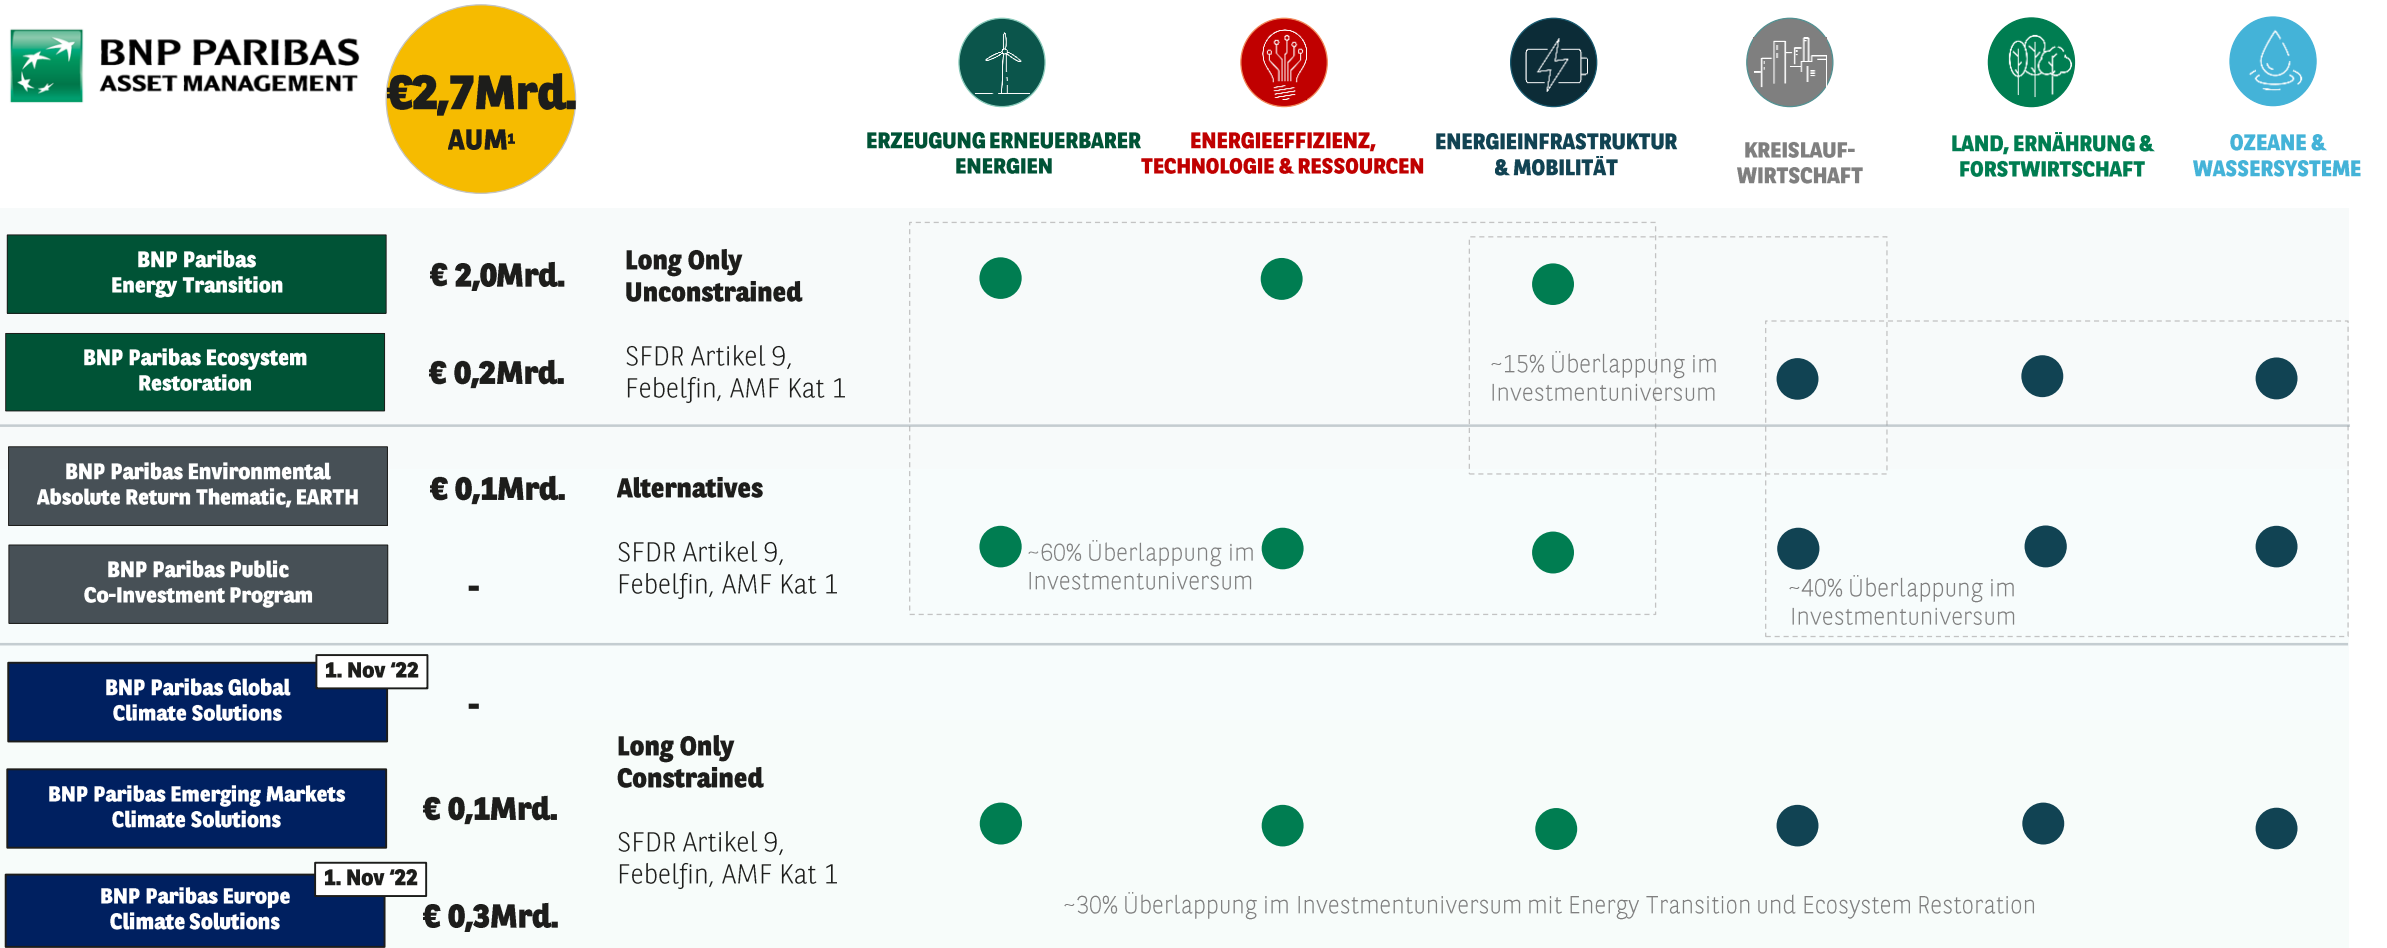 BNP PARIBAS
ASSET MANAGEMENT
€2,7Mrd.
AUM¹
ERZEUGUNG ERNEUERBARER
ENERGIEN
ENERGIEEFFIZIENZ,
TECHNOLOGIE & RESSOURCEN
ENERGIEINFRASTRUKTUR
& MOBILITÄT
KREISLAUF-
WIRTSCHAFT
LAND, ERNÄHRUNG &
FORSTWIRTSCHAFT
OZEANE &
WASSERSYSTEME
BNP Paribas
Energy Transition
€ 2,0Mrd.
Long Only
Unconstrained
BNP Paribas Ecosystem
Restoration
€ 0,2Mrd.
SFDR Artikel 9,
Febelfin, AMF Kat 1
~15% Überlappung im
Investmentuniversum
BNP Paribas Environmental
Absolute Return Thematic, EARTH
€ 0,1Mrd.
Alternatives
BNP Paribas Public
Co-Investment Program
-
SFDR Artikel 9,
Febelfin, AMF Kat 1
~60% Überlappung im
Investmentuniversum
~40% Überlappung im
Investmentuniversum
1. Nov ‘22
BNP Paribas Global
Climate Solutions
-
Long Only
Constrained
BNP Paribas Emerging Markets
Climate Solutions
€ 0,1Mrd.
SFDR Artikel 9,
Febelfin, AMF Kat 1
1. Nov ‘22
BNP Paribas Europe
Climate Solutions
€ 0,3Mrd.
~30% Überlappung im Investmentuniversum mit Energy Transition und Ecosystem Restoration